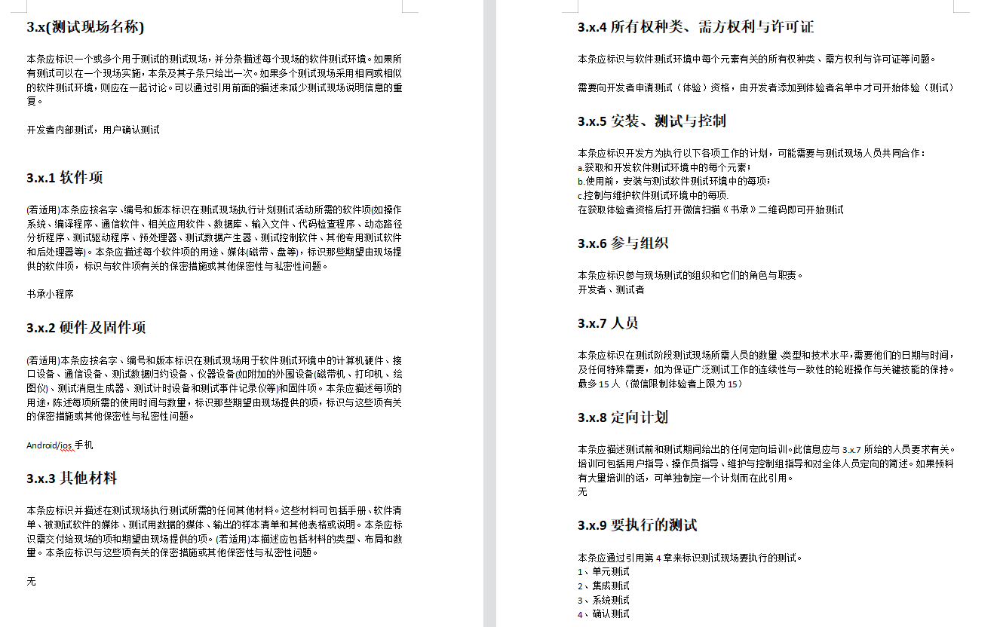 3.x(测试现场名称)
本条应标识一个或多个用于测试的测试现场，并分条描述每个现场的软件测试环境。如果所
有测试可以在一个现场实施，本条及其子条只给出一次。如果多个测试现场采用相同或相似
的软件测试环境，则应在一起讨论。可以通过引用前面的描述来减少测试现场说明信息的重
复。
开发者内部测试，用户确认测试
3.x.1 软件项
(若适用)本条应按名字、编号和版本标识在测试现场执行计划测试活动所需的软件项(如操作
系统、编译程序、通信软件、相关应用软件、数据库、输入文件、代码检查程序、动态路径
分析程序、测试驱动程序、预处理器、测试数据产生器、测试控制软件、其他专用测试软件
和后处理器等)。本条应描述每个软件项的用途、媒体(磁带、盘等)，标识那些期望由现场提
供的软件项，标识与软件项有关的保密措施或其他保密性与私密性问题。
书承小程序
3.x.2 硬件及固件项
(若适用)本条应按名字、编号和版本标识在测试现场用于软件测试环境中的计算机硬件、接
口设备、通信设备、测试数据归约设备、仪器设备(如附加的外围设备(磁带机、打印机、绘
图仪)、测试消息生成器、测试计时设备和测试事件记录仪等)和固件项。本条应描述每项的
用途，陈述每项所需的使用时间与数量，标识那些期望由现场提供的项，标识与这些项有关
的保密措施或其他保密性与私密性问题。
Android/ios 手机
3.x.3 其他材料
本条应标识并描述在测试现场执行测试所需的任何其他材料。这些材料可包括手册、软件清
单、被测试软件的媒体、测试用数据的媒体、输出的样本清单和其他表格或说明。本条应标
识需交付给现场的项和期望由现场提供的项。(若适用)本描述应包括材料的类型、布局和数
量。本条应标识与这些项有关的保密措施或其他保密性与私密性问题。
无
3.x.4 所有权种类、需方权利与许可证
本条应标识与软件测试环境中每个元素有关的所有权种类、需方权利与许可证等问题。
需要向开发者申请测试（体验）资格，由开发者添加到体验者名单中才可开始体验（测试）
3.x.5 安装、测试与控制
本条应标识开发方为执行以下各项工作的计划，可能需要与测试现场人员共同合作：
a.获取和开发软件测试环境中的每个元素；
b.使用前，安装与测试软件测试环境中的每项；
c.控制与维护软件测试环境中的每项.
在获取体验者资格后打开微信扫描《书承》二维码即可开始测试
3.x.6 参与组织
本条应标识参与现场测试的组织和它们的角色与职责。
开发者、测试者
3.x.7 人员
本条应标识在测试阶段测试现场所需人员的数量、类型和技术水平，需要他们的日期与时间，
及任何特殊需要，如为保证广泛测试工作的连续性与一致性的轮班操作与关键技能的保持。
最多 15 人（微信限制体验者上限为 15）
3.x.8 定向计划
本条应描述测试前和测试期间给出的任何定向培训。此信息应与 3.x.7 所给的人员要求有关。
培训可包括用户指导、操作员指导、维护与控制组指导和对全体人员定向的简述。如果预料
有大量培训的话，可单独制定一个计划而在此引用。
无
3.x.9 要执行的测试
本条应通过引用第 4 章来标识测试现场要执行的测试。
1、单元测试
2、集成测试
3、系统测试
4、确认测试